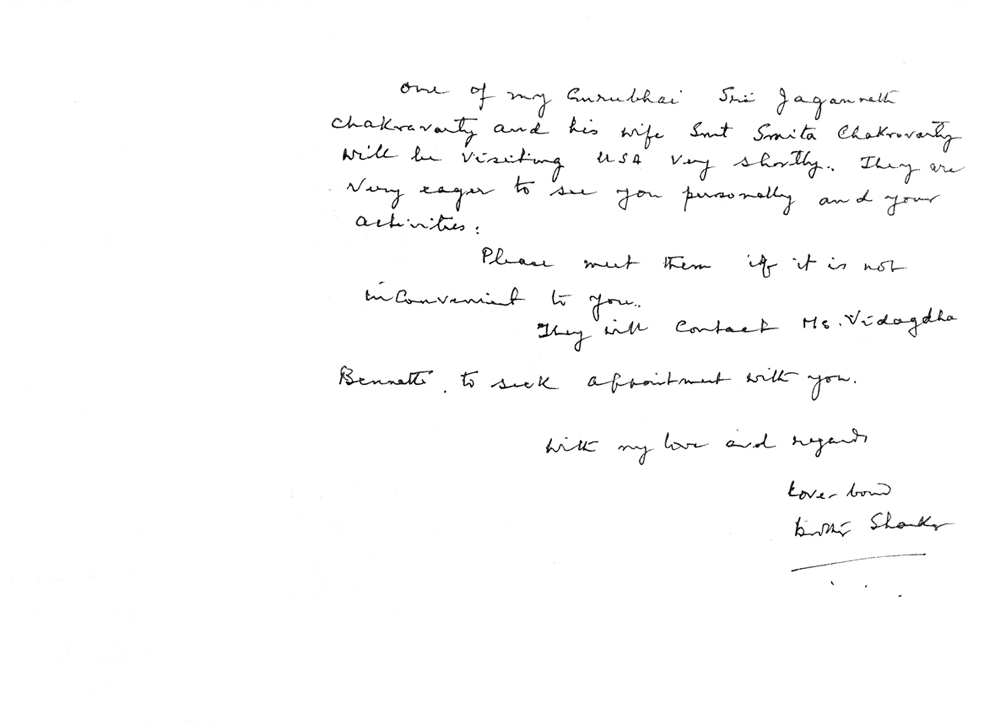 One of my Gurubhai Sri Jagannath
Chakravarty and his wife Smt Smita Chakravarty
will be visiting USA very shortly. They are
very eager to see you personally and your
activities.
Please meet them if it is not
inconvenient to you.
They will contact Ms. Vidagdha
Bennett to seek appointment with you.
With my love and regards
Love-bound
brother Shankar